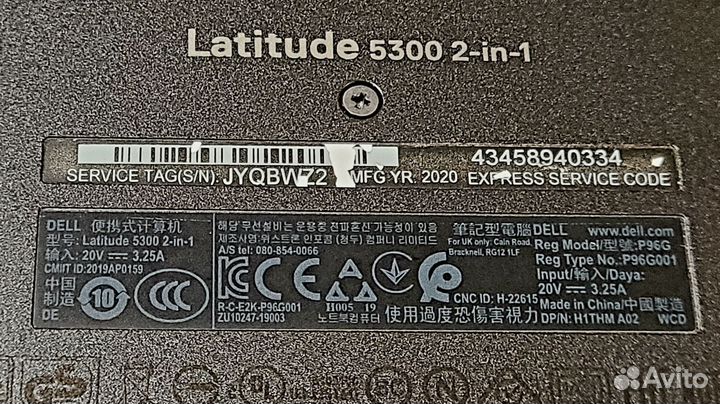 Latitude 5300 2-in-1
SERVICE TAG(S/N): JYQBWZ2 MFG YR. 2020
43458940334
EXPRESS SERVICE CODE
DELL 便携式计算机
型号: Latitude 5300 2-in-1
输入: 20V ⎓ 3.25A
CMIIT ID:2019AP0159
中国
制造
DE
10
CCC
해당 무선설비는 운용중 전파혼신 가능성이 있음
제조사명:위스트론 인포콤 (청두) 컴퍼니 리미티드
A/S tel: 080-854-0066
R-C-E2K-P96G001
ZU10247-19003
H005 19
노트북컴퓨터
筆記型電腦
For UK only: Cain Road,
Bracknell, RG12 1LF
CNC ID: H-22615
使用過度恐傷害視力
DELL www.dell.com
Reg Model/型號:P96G
Reg Type No.:P96G001
Input/輸入/Daya:
20V ⎓ 3.25A
Made in China/中國製造
DP/N: H1THM A02 WCD
Avito